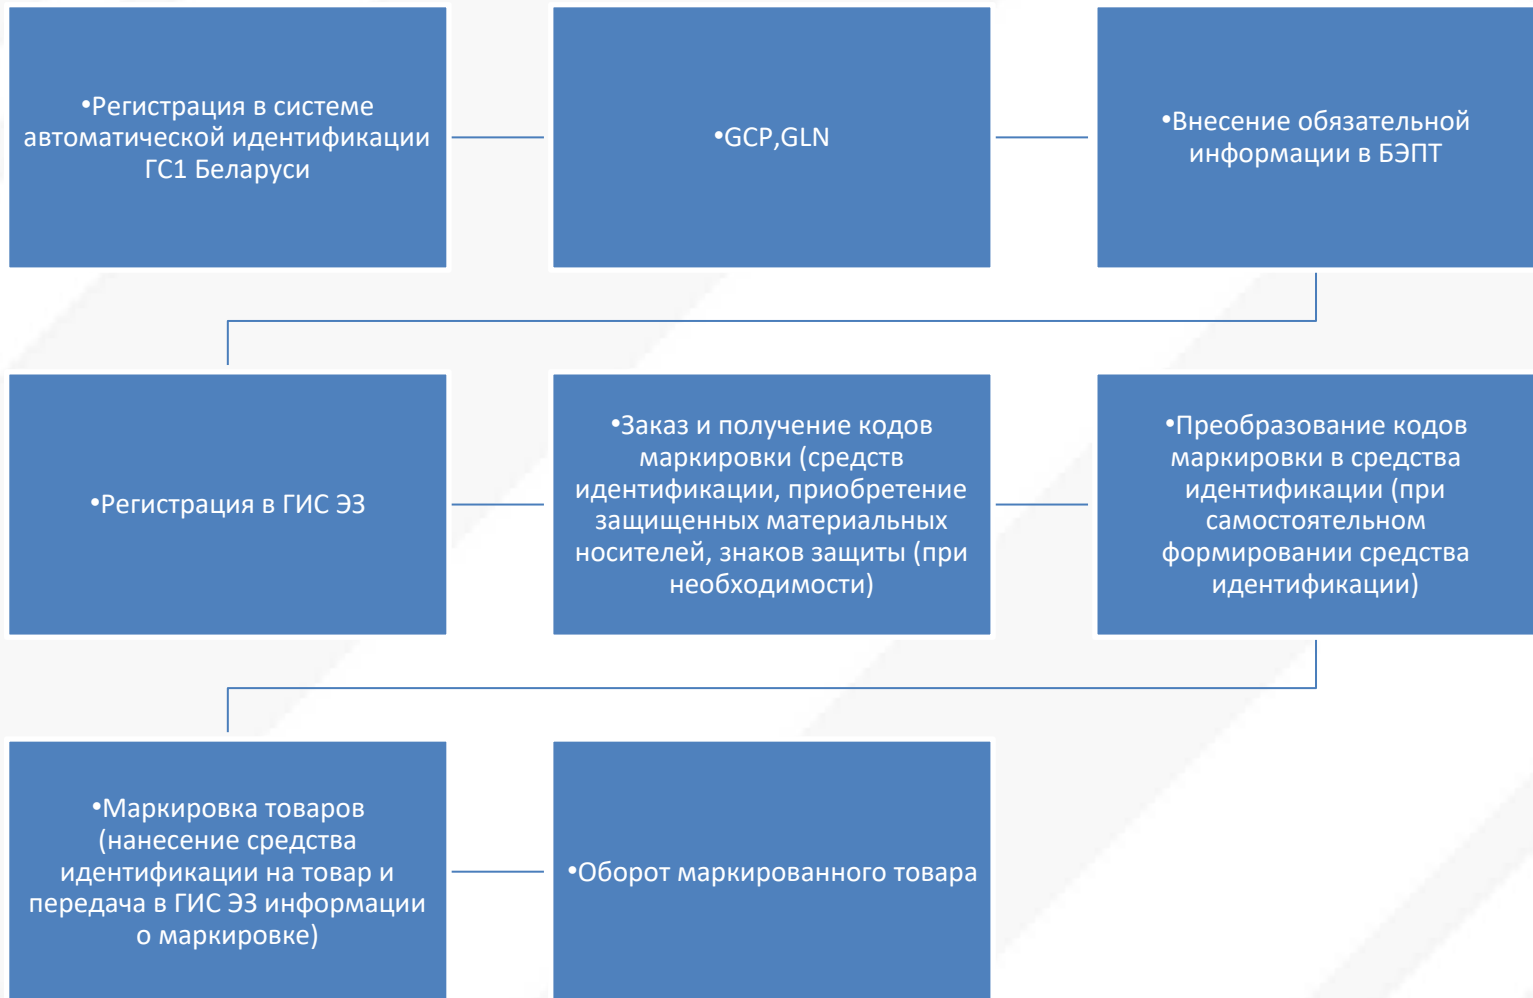 •Регистрация в системе
автоматической идентификации
ГС1 Беларуси
•GCP,GLN
•Внесение обязательной
информации в БЭПТ
•Регистрация в ГИС ЭЗ
•Заказ и получение кодов
маркировки (средств
идентификации, приобретение
защищенных материальных
носителей, знаков защиты (при
необходимости)
•Преобразование кодов
маркировки в средства
идентификации (при
самостоятельном
формировании средства
идентификации)
•Маркировка товаров
(нанесение средства
идентификации на товар и
передача в ГИС ЭЗ информации
о маркировке)
•Оборот маркированного товара